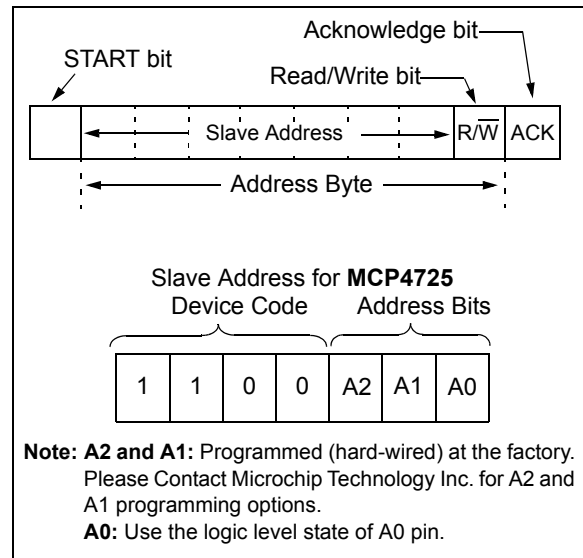 Acknowledge bit
START bit
Read/Write bit
Slave Address R/W̅ ACK
Address Byte
Slave Address for MCP4725
Device Code Address Bits
1 1 0 0 A2 A1 A0
Note: A2 and A1: Programmed (hard-wired) at the factory.
Please Contact Microchip Technology Inc. for A2 and
A1 programming options.
A0: Use the logic level state of A0 pin.